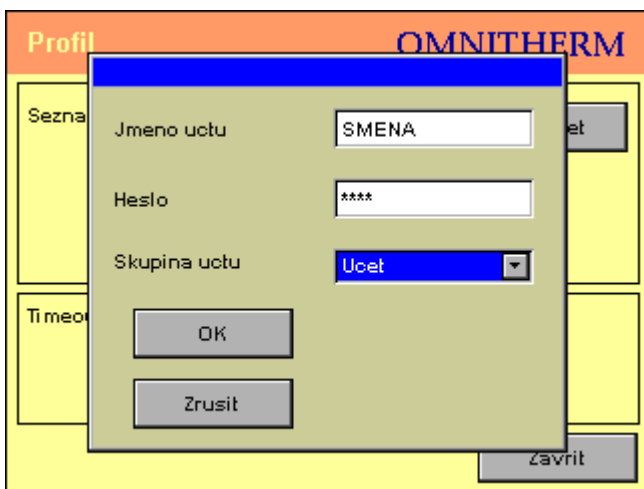 Profil OMNITHERM
Jmeno uctu SMENA
Heslo ****
Skupina uctu Ucet
OK
Zrusit
Zavrit